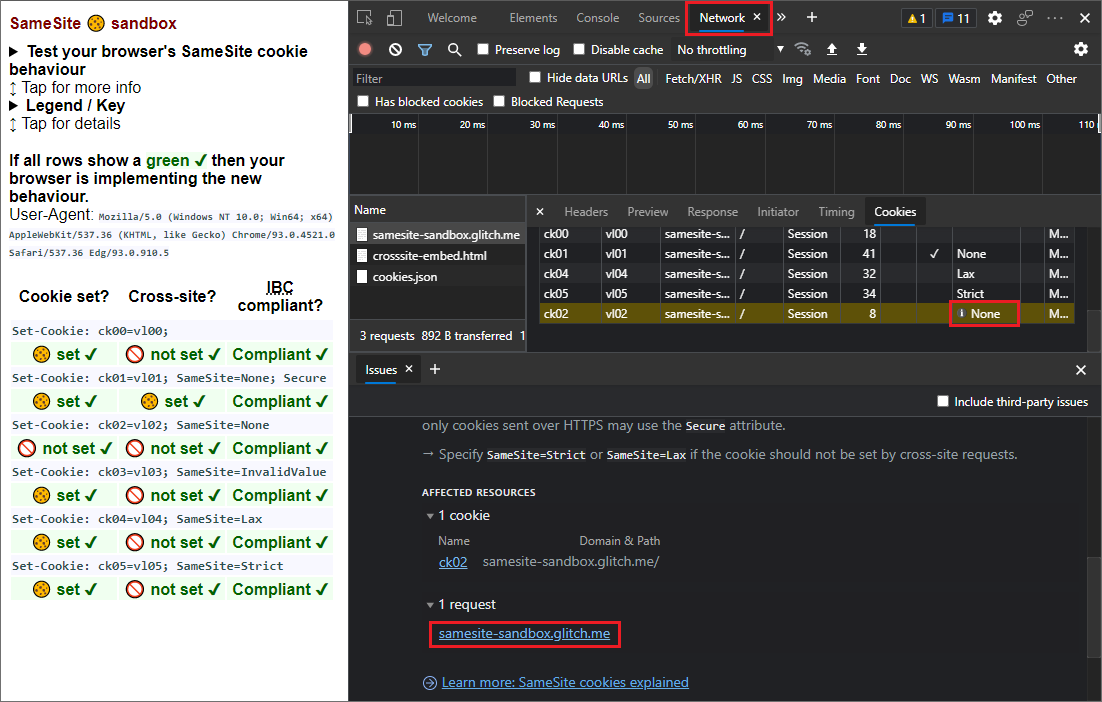 SameSite 🍪 sandbox
▶ Test your browser's SameSite cookie
behaviour
↕ Tap for more info
▶ Legend / Key
↕ Tap for details
If all rows show a green ✔ then your
browser is implementing the new
behaviour.
User-Agent: Mozilla/5.0 (Windows NT 10.0; Win64; x64)
AppleWebKit/537.36 (KHTML, like Gecko) Chrome/93.0.4521.0
Safari/537.36 Edg/93.0.910.5
Cookie set? Cross-site? IBC compliant?
Set-Cookie: ck00=vl00;
🍪 set ✔ 🚫 not set ✔ Compliant ✔
Set-Cookie: ck01=vl01; SameSite=None; Secure
🍪 set ✔ 🍪 set ✔ Compliant ✔
Set-Cookie: ck02=vl02; SameSite=None
🚫 not set ✔ 🚫 not set ✔ Compliant ✔
Set-Cookie: ck03=vl03; SameSite=InvalidValue
🍪 set ✔ 🚫 not set ✔ Compliant ✔
Set-Cookie: ck04=vl04; SameSite=Lax
🍪 set ✔ 🚫 not set ✔ Compliant ✔
Set-Cookie: ck05=vl05; SameSite=Strict
🍪 set ✔ 🚫 not set ✔ Compliant ✔
Welcome Elements Console Sources Network × » + 1 11 ··· ×
Preserve log Disable cache No throttling ▼
Filter Hide data URLs All Fetch/XHR JS CSS Img Media Font Doc WS Wasm Manifest Other
Has blocked cookies Blocked Requests
10 ms 20 ms 30 ms 40 ms 50 ms 60 ms 70 ms 80 ms 90 ms 100 ms 110
Name
samesite-sandbox.glitch.me
crosssite-embed.html
cookies.json
3 requests 892 B transferred 1
× Headers Preview Response Initiator Timing Cookies
ck00 vl00 samesite-s... / Session 18 M...
ck01 vl01 samesite-s... / Session 41 ✓ None M...
ck04 vl04 samesite-s... / Session 32 Lax M...
ck05 vl05 samesite-s... / Session 34 Strict M...
ck02 vl02 samesite-s... / Session 8 None M...
Issues × + ×
Include third-party issues
only cookies sent over HTTPS may use the Secure attribute.
→ Specify SameSite=Strict or SameSite=Lax if the cookie should not be set by cross-site requests.
AFFECTED RESOURCES
▼ 1 cookie
Name Domain & Path
ck02 samesite-sandbox.glitch.me/
▼ 1 request
samesite-sandbox.glitch.me
Learn more: SameSite cookies explained